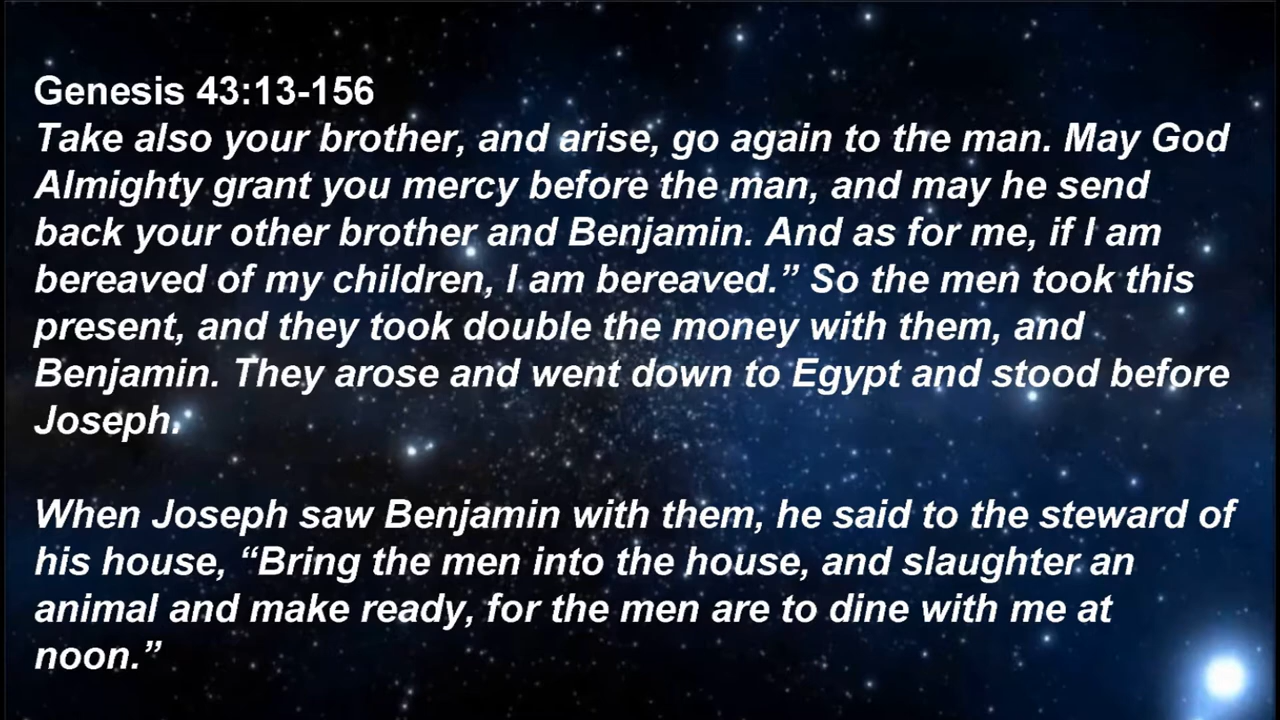 Genesis 43:13-156
Take also your brother, and arise, go again to the man. May God
Almighty grant you mercy before the man, and may he send
back your other brother and Benjamin. And as for me, if I am
bereaved of my children, I am bereaved.” So the men took this
present, and they took double the money with them, and
Benjamin. They arose and went down to Egypt and stood before
Joseph.
When Joseph saw Benjamin with them, he said to the steward of
his house, “Bring the men into the house, and slaughter an
animal and make ready, for the men are to dine with me at
noon.”